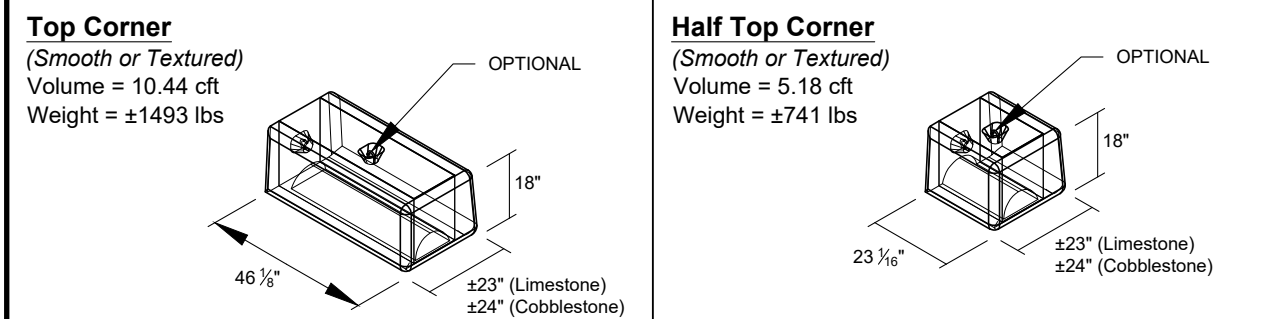 Top Corner
(Smooth or Textured)
Volume = 10.44 cft
Weight = ±1493 lbs
OPTIONAL
18"
46 ⅛"
±23" (Limestone)
±24" (Cobblestone)
Half Top Corner
(Smooth or Textured)
Volume = 5.18 cft
Weight = ±741 lbs
OPTIONAL
18"
23 1⁄16"
±23" (Limestone)
±24" (Cobblestone)